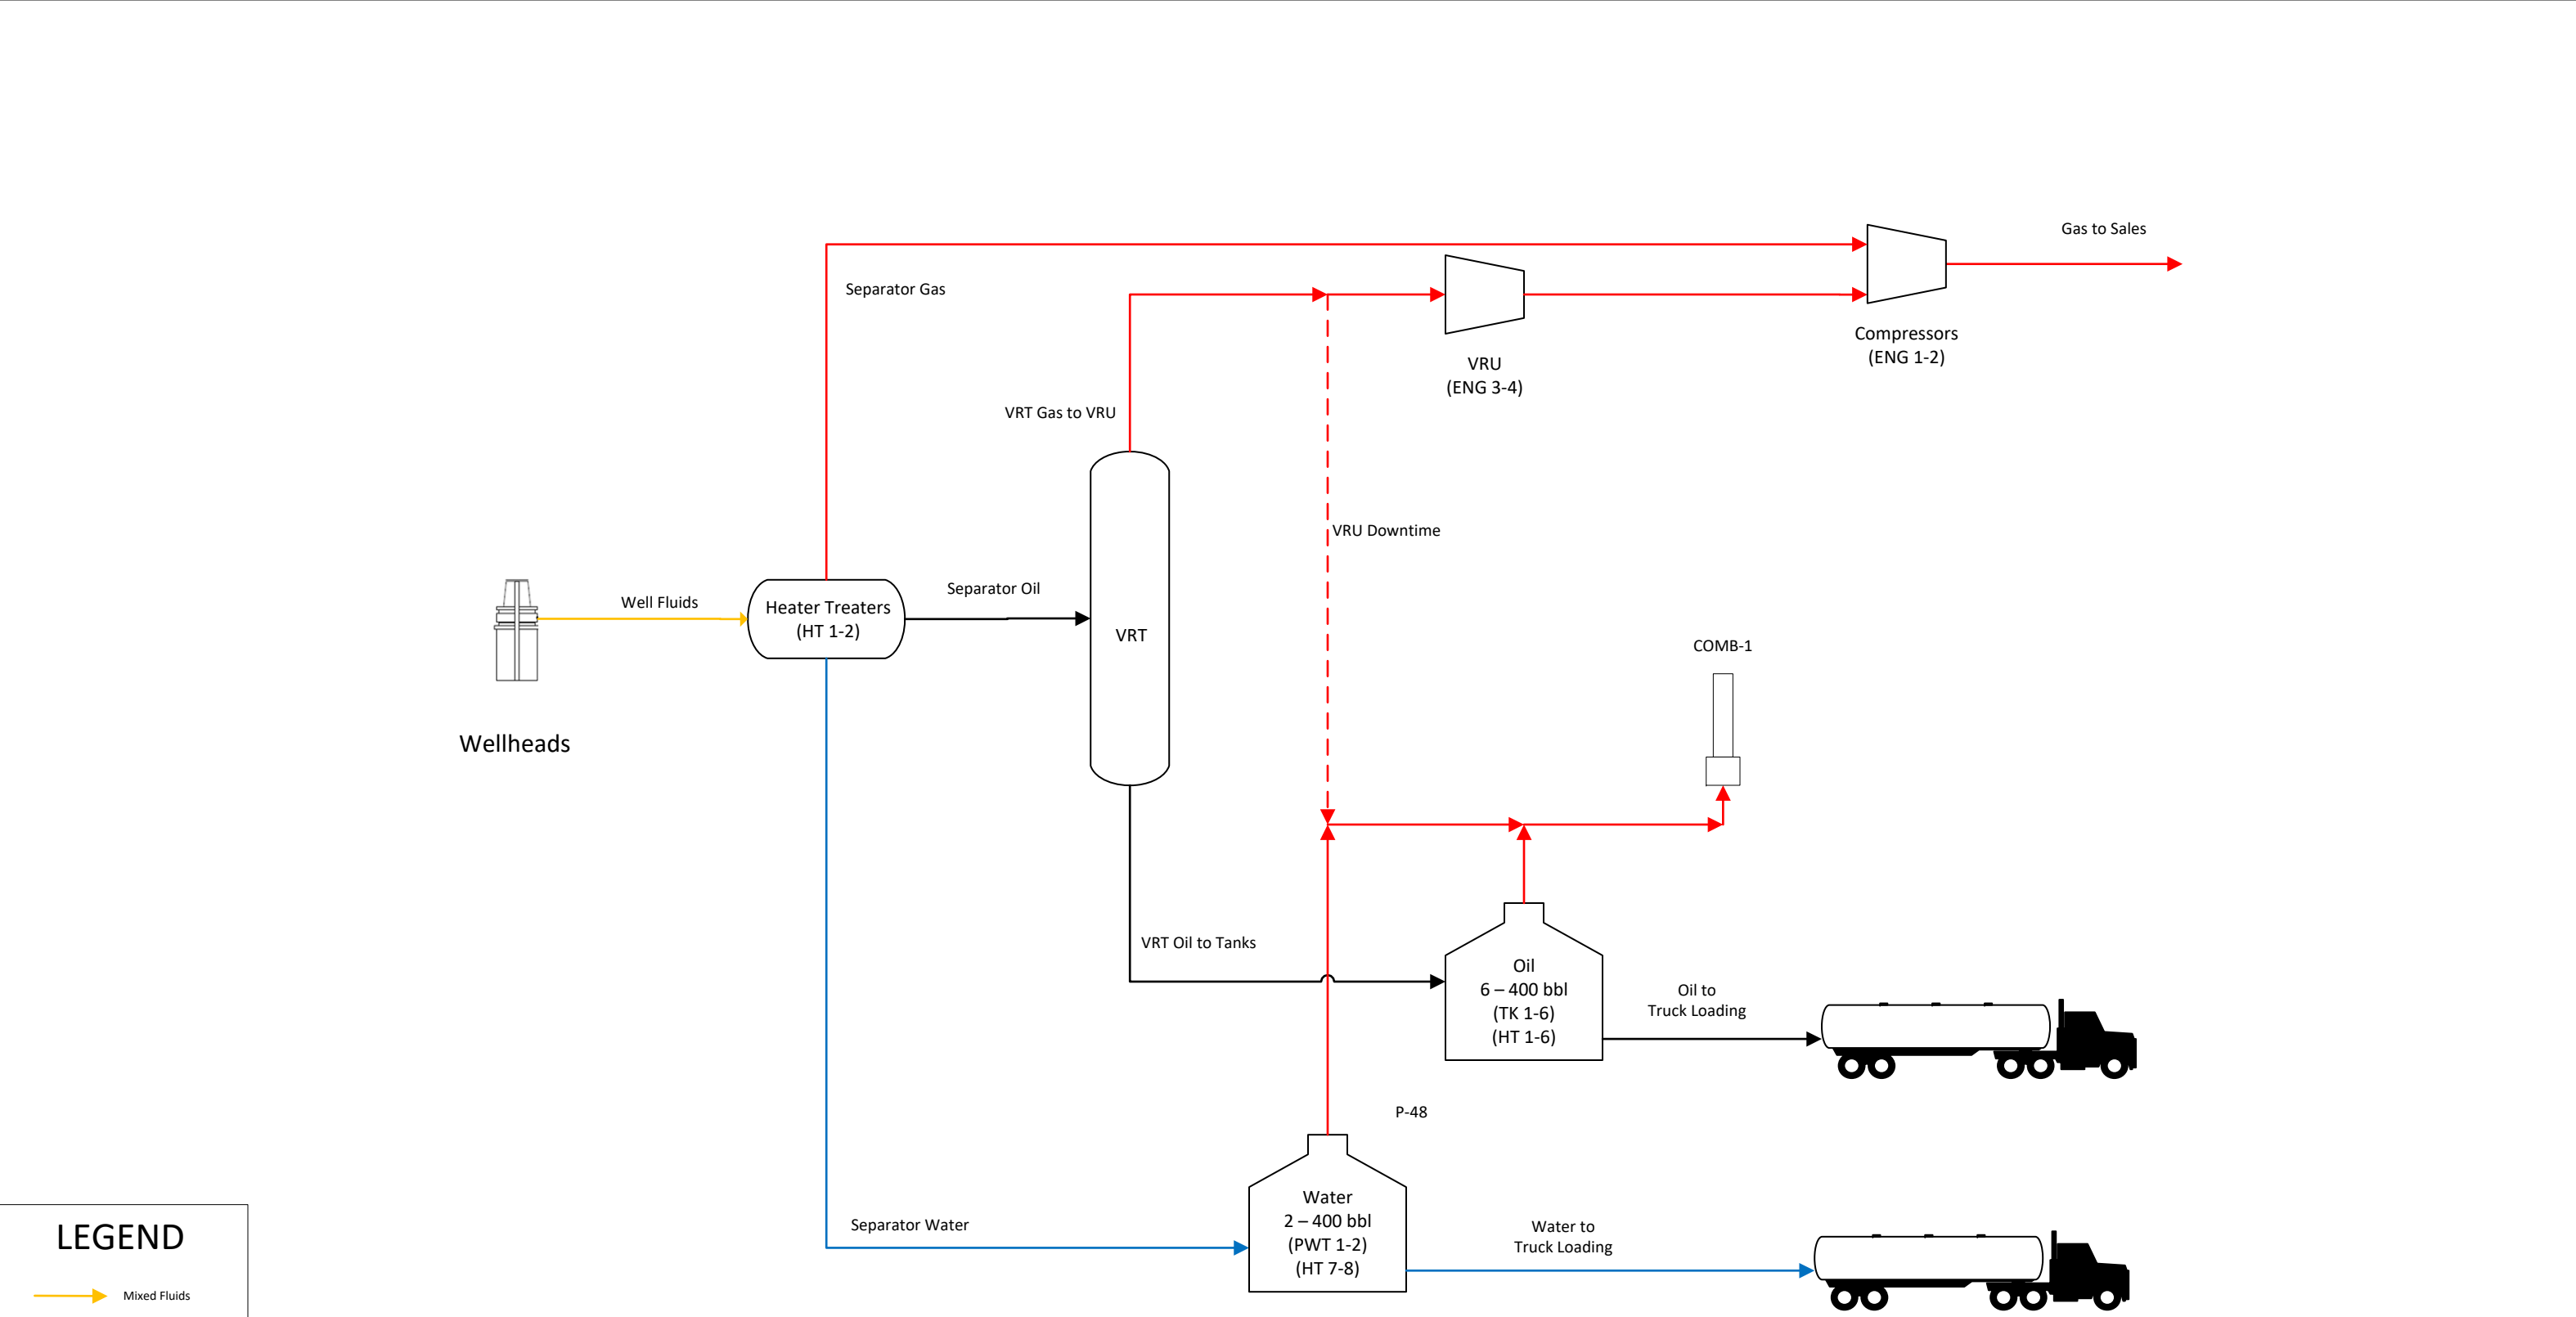 Gas to Sales
Separator Gas
Compressors
(ENG 1-2)
VRU
(ENG 3-4)
VRT Gas to VRU
VRU Downtime
Separator Oil
Well Fluids
Heater Treaters
(HT 1-2)
VRT
COMB-1
Wellheads
VRT Oil to Tanks
Oil
6 – 400 bbl
(TK 1-6)
(HT 1-6)
Oil to
Truck Loading
P-48
Water
2 – 400 bbl
(PWT 1-2)
(HT 7-8)
Separator Water
Water to
Truck Loading
LEGEND
Mixed Fluids